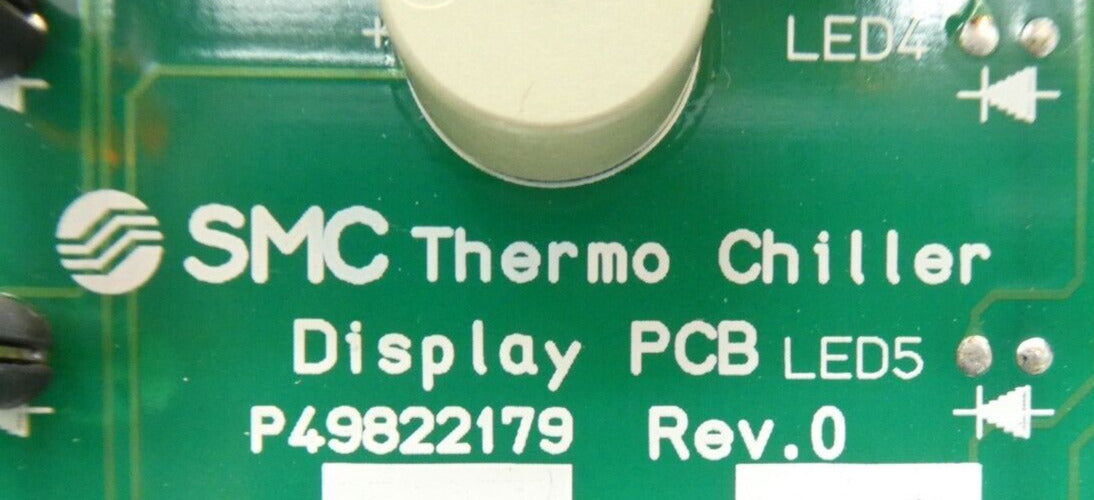 +
LED4
SMC Thermo Chiller
Display PCB LED5
P49822179 Rev.0